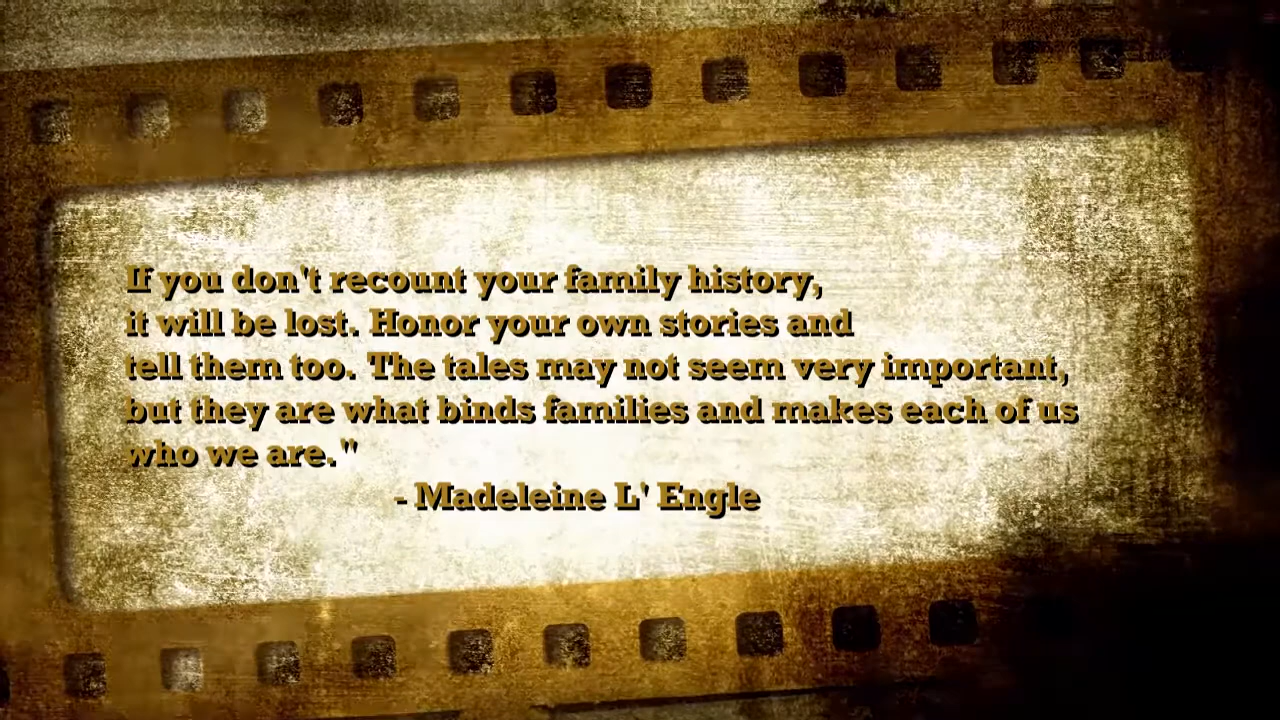 If you don't recount your family history,
it will be lost. Honor your own stories and
tell them too. The tales may not seem very important,
but they are what binds families and makes each of us
who we are."
- Madeleine L' Engle